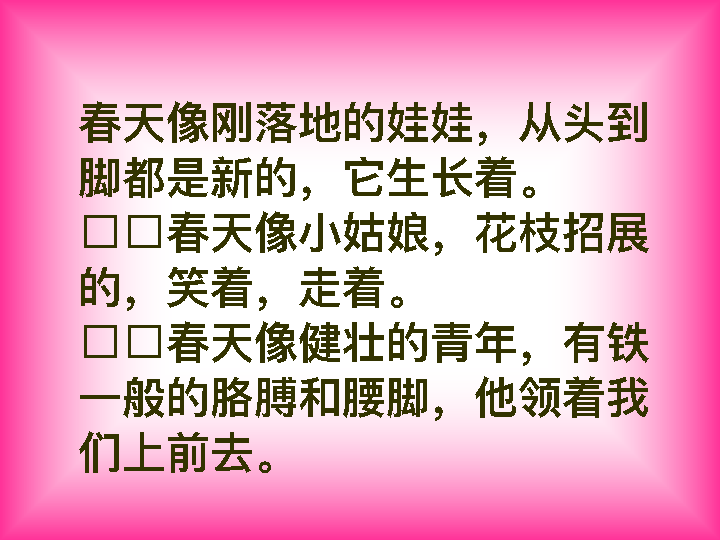 春天像刚落地的娃娃，从头到
脚都是新的，它生长着。
□□春天像小姑娘，花枝招展
的，笑着，走着。
□□春天像健壮的青年，有铁
一般的胳膊和腰脚，他领着我
们上前去。